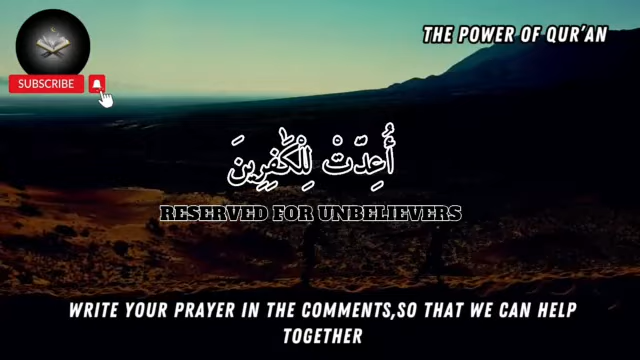 THE POWER OF QUR'AN
SUBSCRIBE
أُعِدَّتْ لِلْكَٰفِرِينَ
RESERVED FOR UNBELIEVERS
WRITE YOUR PRAYER IN THE COMMENTS,SO THAT WE CAN HELP
TOGETHER